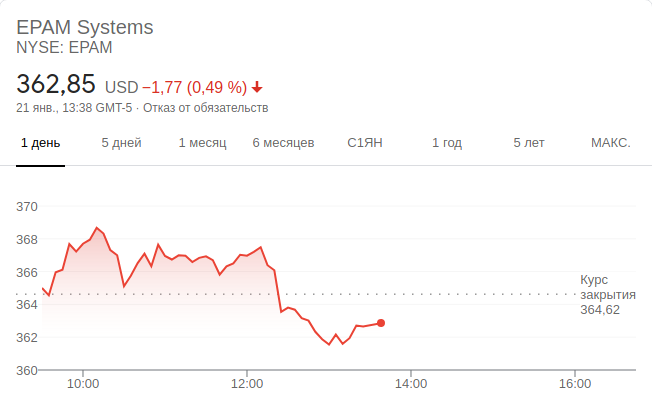 EPAM Systems
NYSE: EPAM
362,85 USD −1,77 (0,49 %)
21 янв., 13:38 GMT-5 · Отказ от обязательств
1 день 5 дней 1 месяц 6 месяцев С1ЯН 1 год 5 лет МАКС.
370
368
366
364
362
360
Курс
закрытия
364,62
10:00 12:00 14:00 16:00